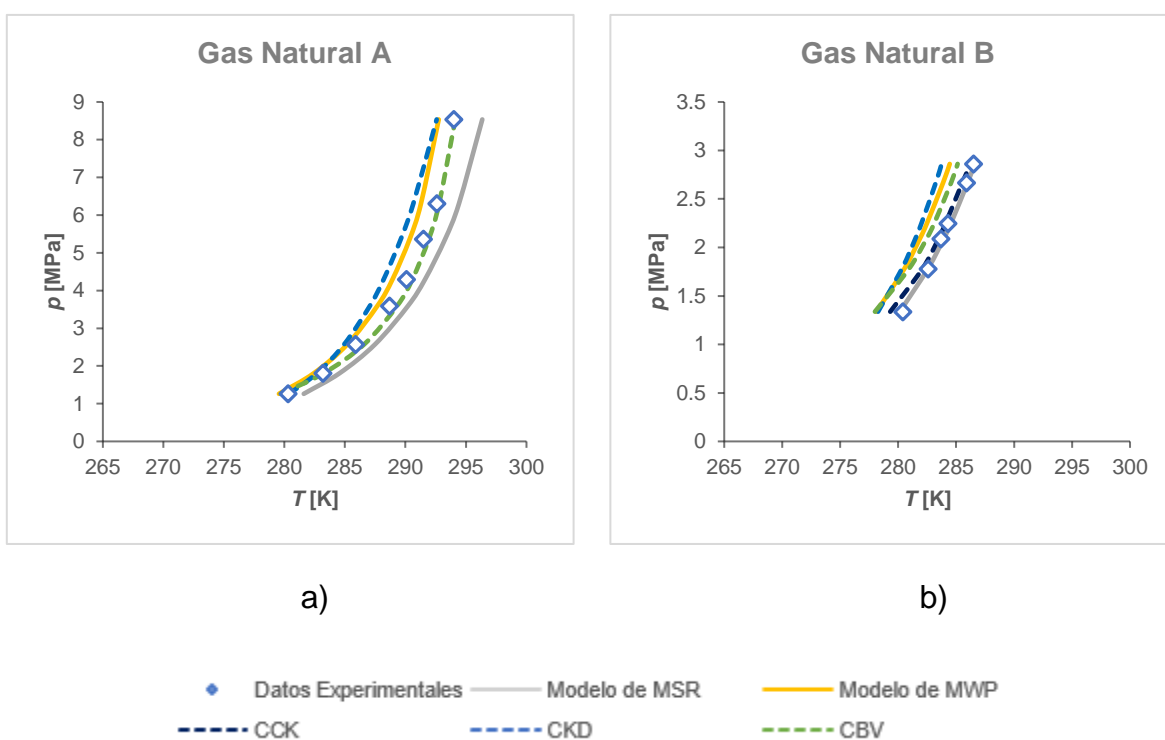 Gas Natural A
9
8
7
6
5
4
3
2
1
0
p [MPa]
265 270 275 280 285 290 295 300
T [K]
a)
Gas Natural B
3.5
3
2.5
2
1.5
1
0.5
0
p [MPa]
265 270 275 280 285 290 295 300
T [K]
b)
Datos Experimentales Modelo de MSR Modelo de MWP
CCK CKD CBV